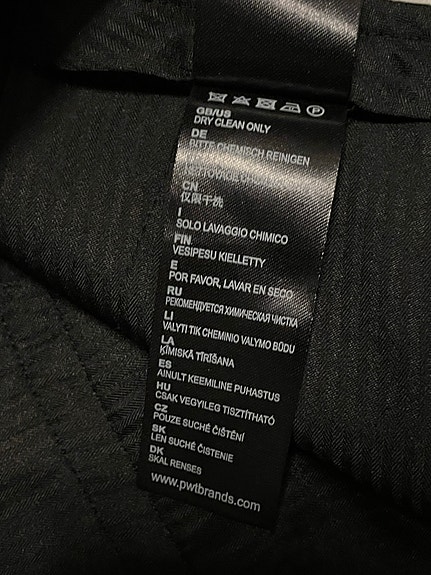 P
GB/US
DRY CLEAN ONLY
DE
BITTE CHEMISCH REINIGEN
NETTOYAGE
CN
仅限干洗
I
SOLO LAVAGGIO CHIMICO
FIN
VESIPESU KIELLETTY
E
POR FAVOR, LAVAR EN SECO
RU
РЕКОМЕНДУЕТСЯ ХИМИЧЕСКАЯ ЧИСТКА
LI
VALYTI TIK CHEMINIO VALYMO BŪDU
LA
ĶĪMISKĀ TĪRĪŠANA
ES
AINULT KEEMILINE PUHASTUS
HU
CSAK VEGYILEG TISZTÍTHATÓ
CZ
POUZE SUCHÉ ČIŠTĚNÍ
SK
LEN SUCHÉ ČISTENIE
DK
SKAL RENSES
www.pwtbrands.com